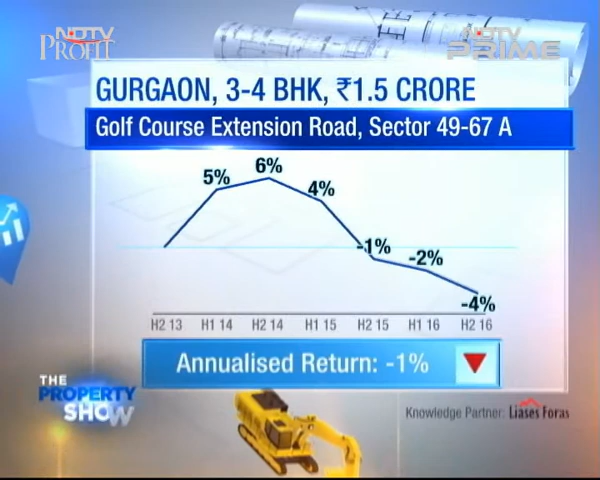 NDTV
PROFIT
NDTV
PRIME
GURGAON, 3-4 BHK, ₹1.5 CRORE
Golf Course Extension Road, Sector 49-67 A
5%
6%
4%
-1%
-2%
-4%
H2 13
H1 14
H2 14
H1 15
H2 15
H1 16
H2 16
Annualised Return: -1%
THE
PROPERTY
SHOW
Knowledge Partner: Liases Foras